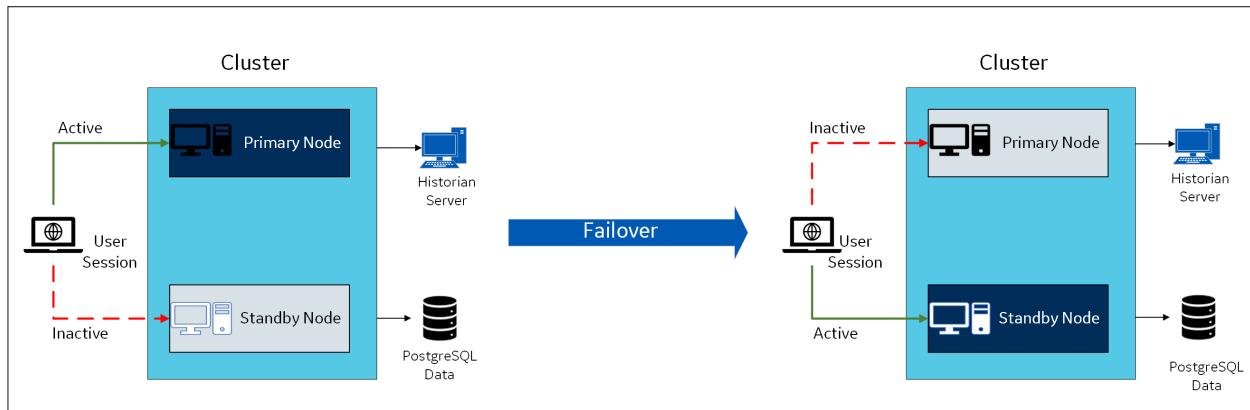 Cluster
Active
Primary Node
Historian
Server
User
Session
Inactive
Standby Node
PostgreSQL
Data
Failover
Cluster
Inactive
Primary Node
Historian
Server
User
Session
Active
Standby Node
PostgreSQL
Data